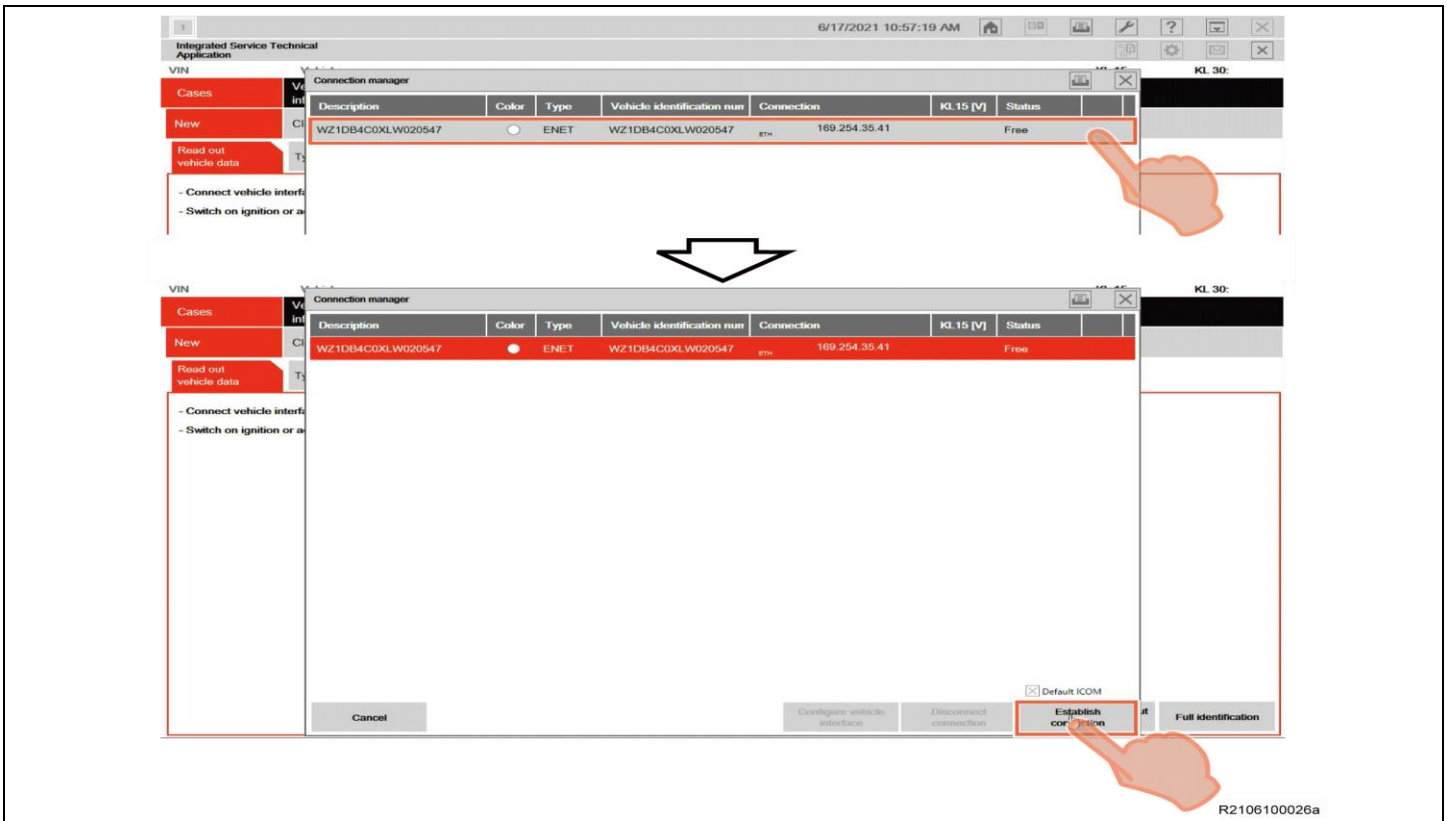 1
6/17/2021 10:57:19 AM
?
Integrated Service Technical
Application
VIN
KL 30:
Connection manager
Cases
Description Color Type Vehicle identification num Connection KL15 [V] Status
New
WZ1DB4C0XLW020547 ENET WZ1DB4C0XLW020547 ETH 169.254.35.41 Free
Read out
vehicle data
- Connect vehicle interfa
- Switch on ignition or a
VIN
KL 30:
Connection manager
Cases
Description Color Type Vehicle identification num Connection KL15 [V] Status
New
WZ1DB4C0XLW020547 ENET WZ1DB4C0XLW020547 ETH 169.254.35.41 Free
Read out
vehicle data
- Connect vehicle interfa
- Switch on ignition or a
Default ICOM
Cancel
Configure vehicle
interface
Disconnect
connection
Establish
Full identification
R2106100026a